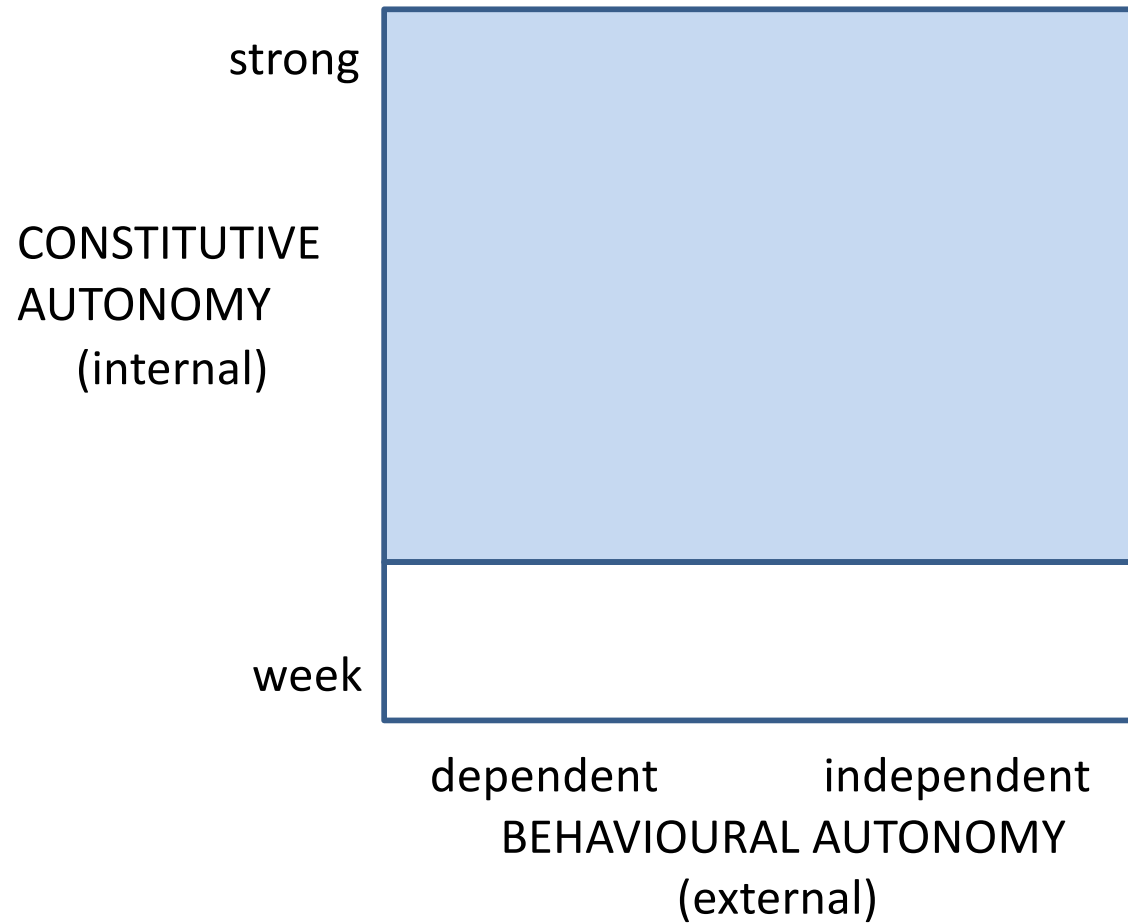 strong
CONSTITUTIVE
AUTONOMY
(internal)
week
dependent independent
BEHAVIOURAL AUTONOMY
(external)